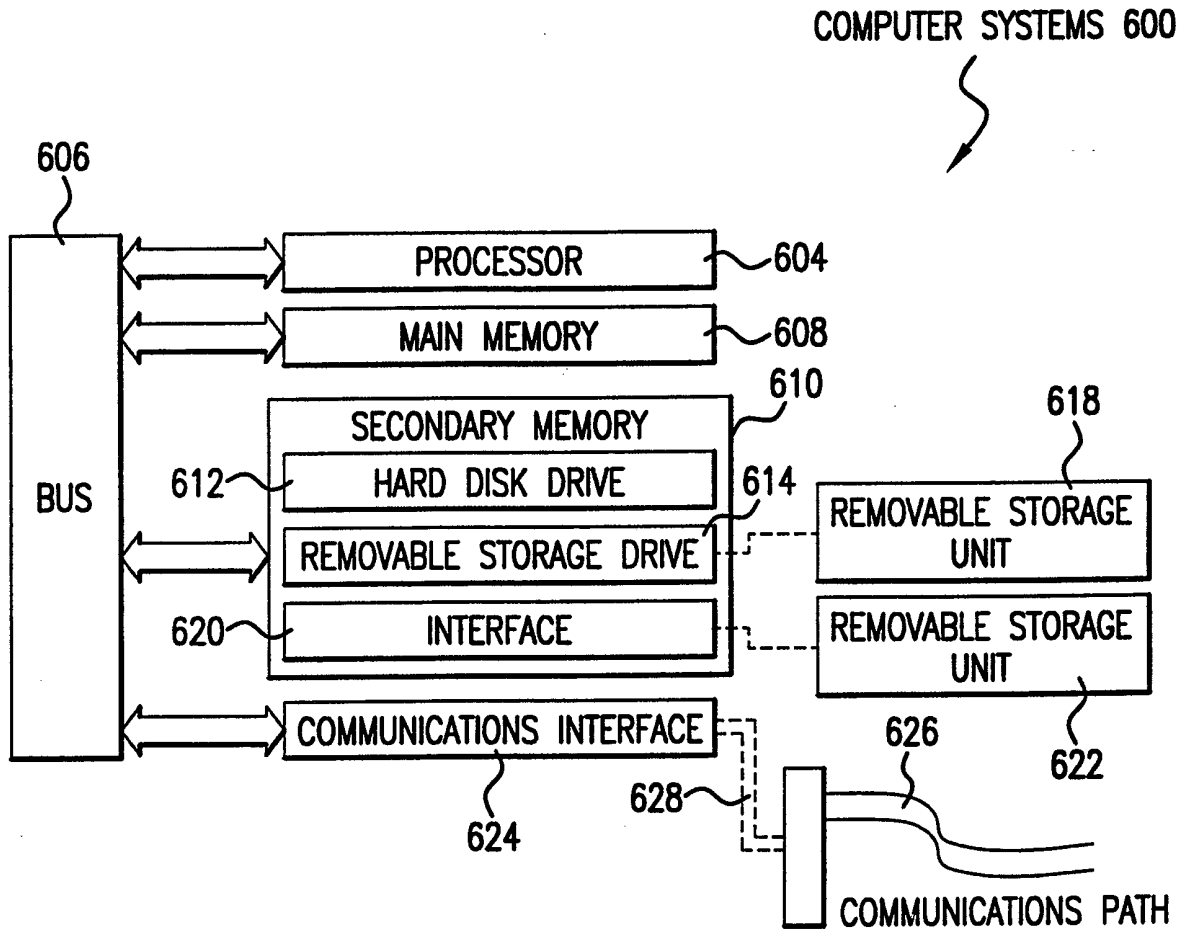 COMPUTER SYSTEMS 600
606
PROCESSOR
604
MAIN MEMORY
608
610
SECONDARY MEMORY
618
612
HARD DISK DRIVE
614
BUS
REMOVABLE STORAGE DRIVE
REMOVABLE STORAGE
UNIT
620
INTERFACE
REMOVABLE STORAGE
UNIT
COMMUNICATIONS INTERFACE
626
622
628
624
COMMUNICATIONS PATH